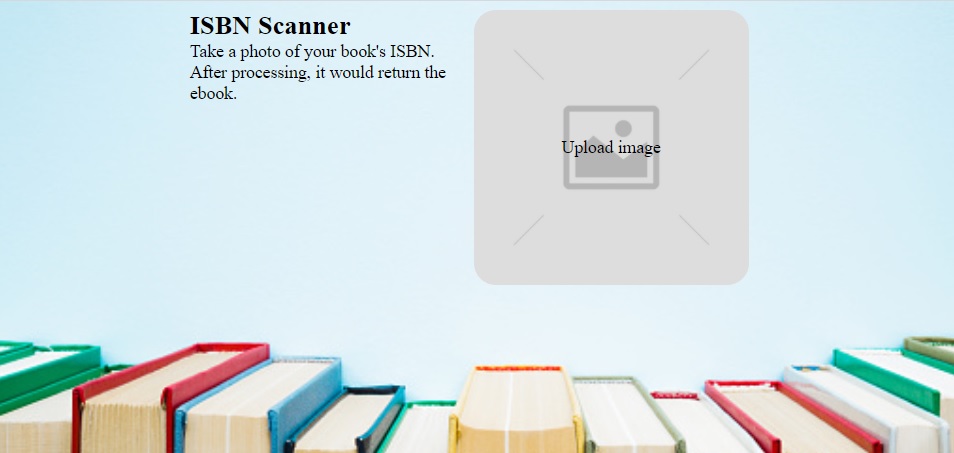 ISBN Scanner
Take a photo of your book's ISBN.
After processing, it would return the
ebook.
Upload image